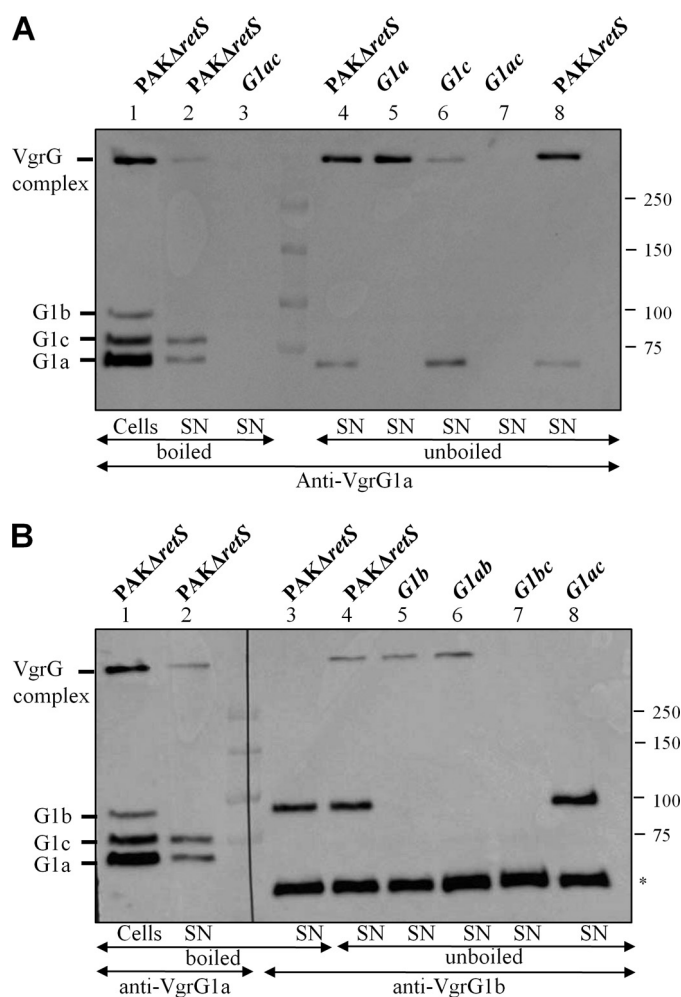 A
PAKΔretS PAKΔretS G1ac PAKΔretS G1a G1c G1ac PAKΔretS
1 2 3 4 5 6 7 8
VgrG
complex
250
150
G1b
100
G1c
75
G1a
Cells SN SN SN SN SN SN SN
boiled unboiled
Anti-VgrG1a
B
PAKΔretS PAKΔretS PAKΔretS PAKΔretS G1b G1ab G1bc G1ac
1 2 3 4 5 6 7 8
VgrG
complex
250
150
G1b
100
G1c
75
G1a
*
Cells SN SN SN SN SN SN SN
boiled unboiled
anti-VgrG1a anti-VgrG1b